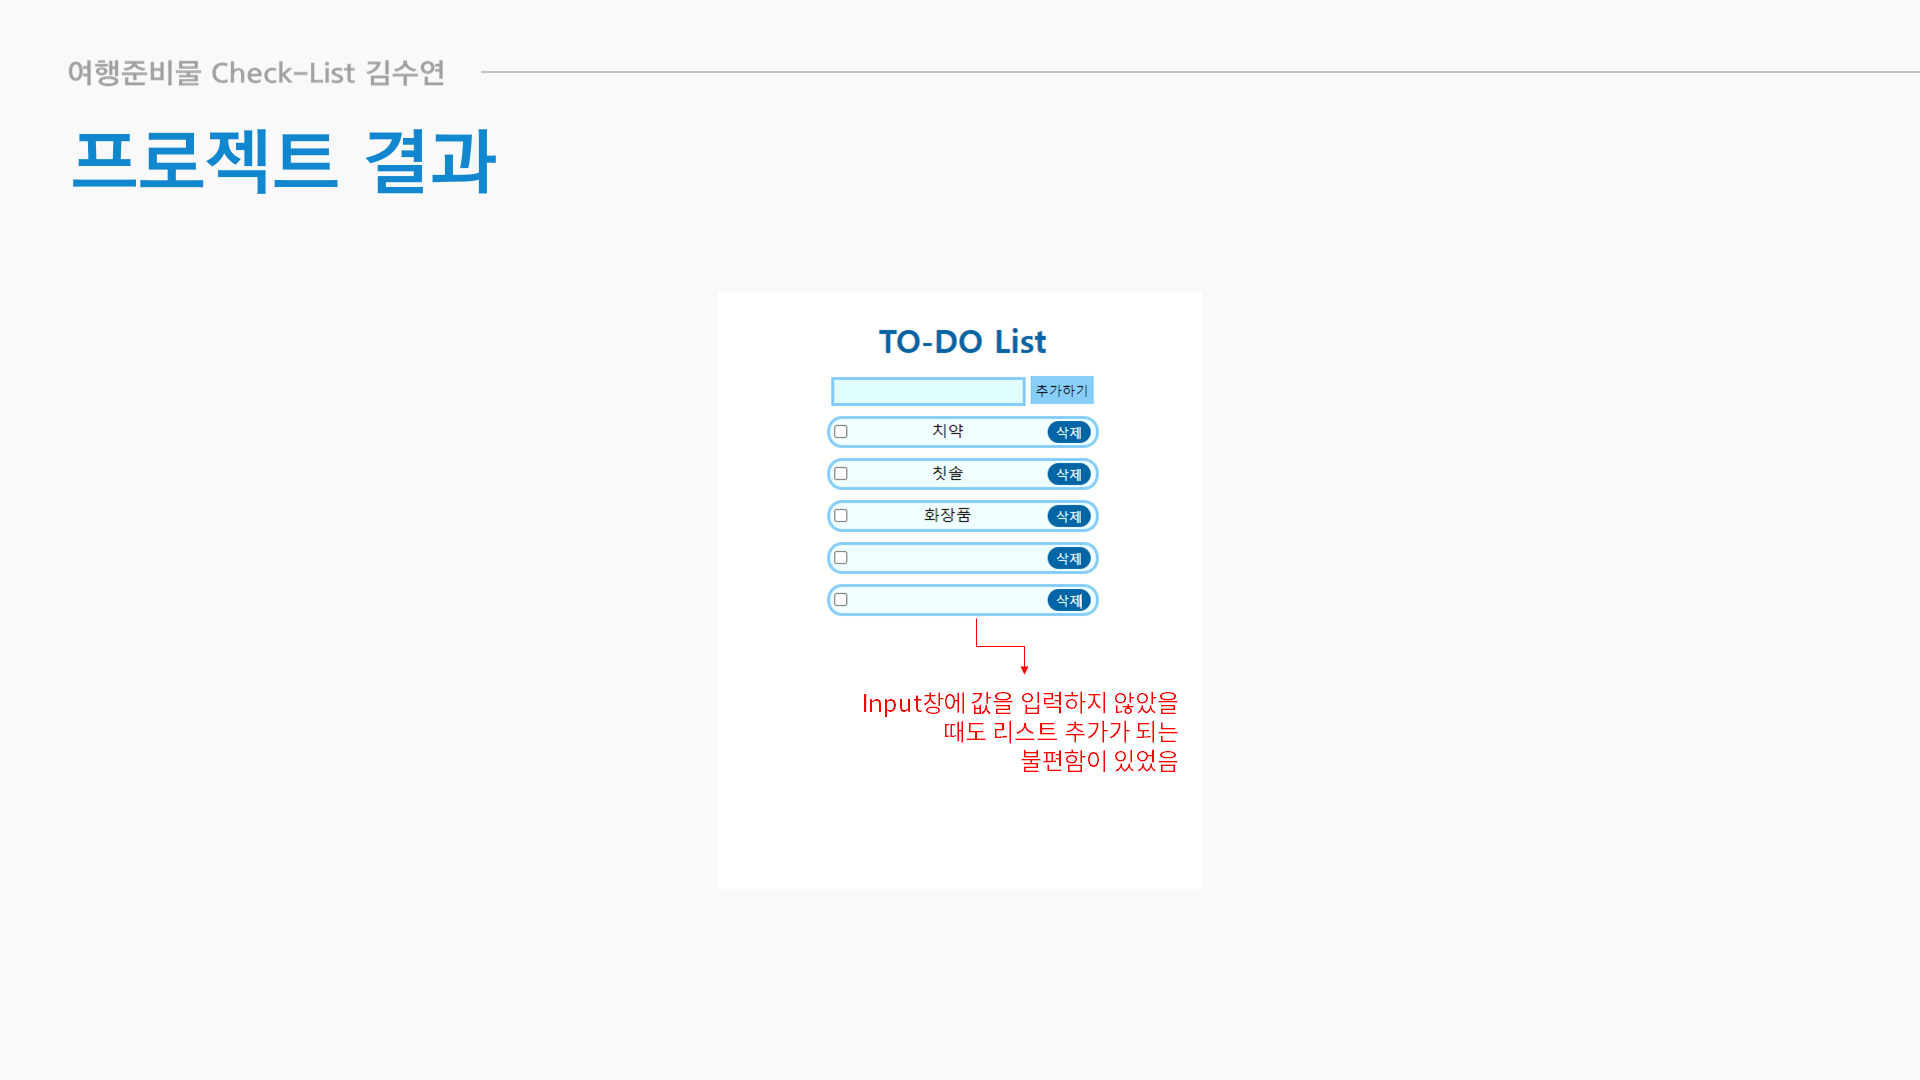 여행준비물 Check-List 김수연
프로젝트 결과
TO-DO List
추가하기
치약 삭제
칫솔 삭제
화장품 삭제
삭제
삭제
Input창에 값을 입력하지 않았을
때도 리스트 추가가 되는
불편함이 있었음